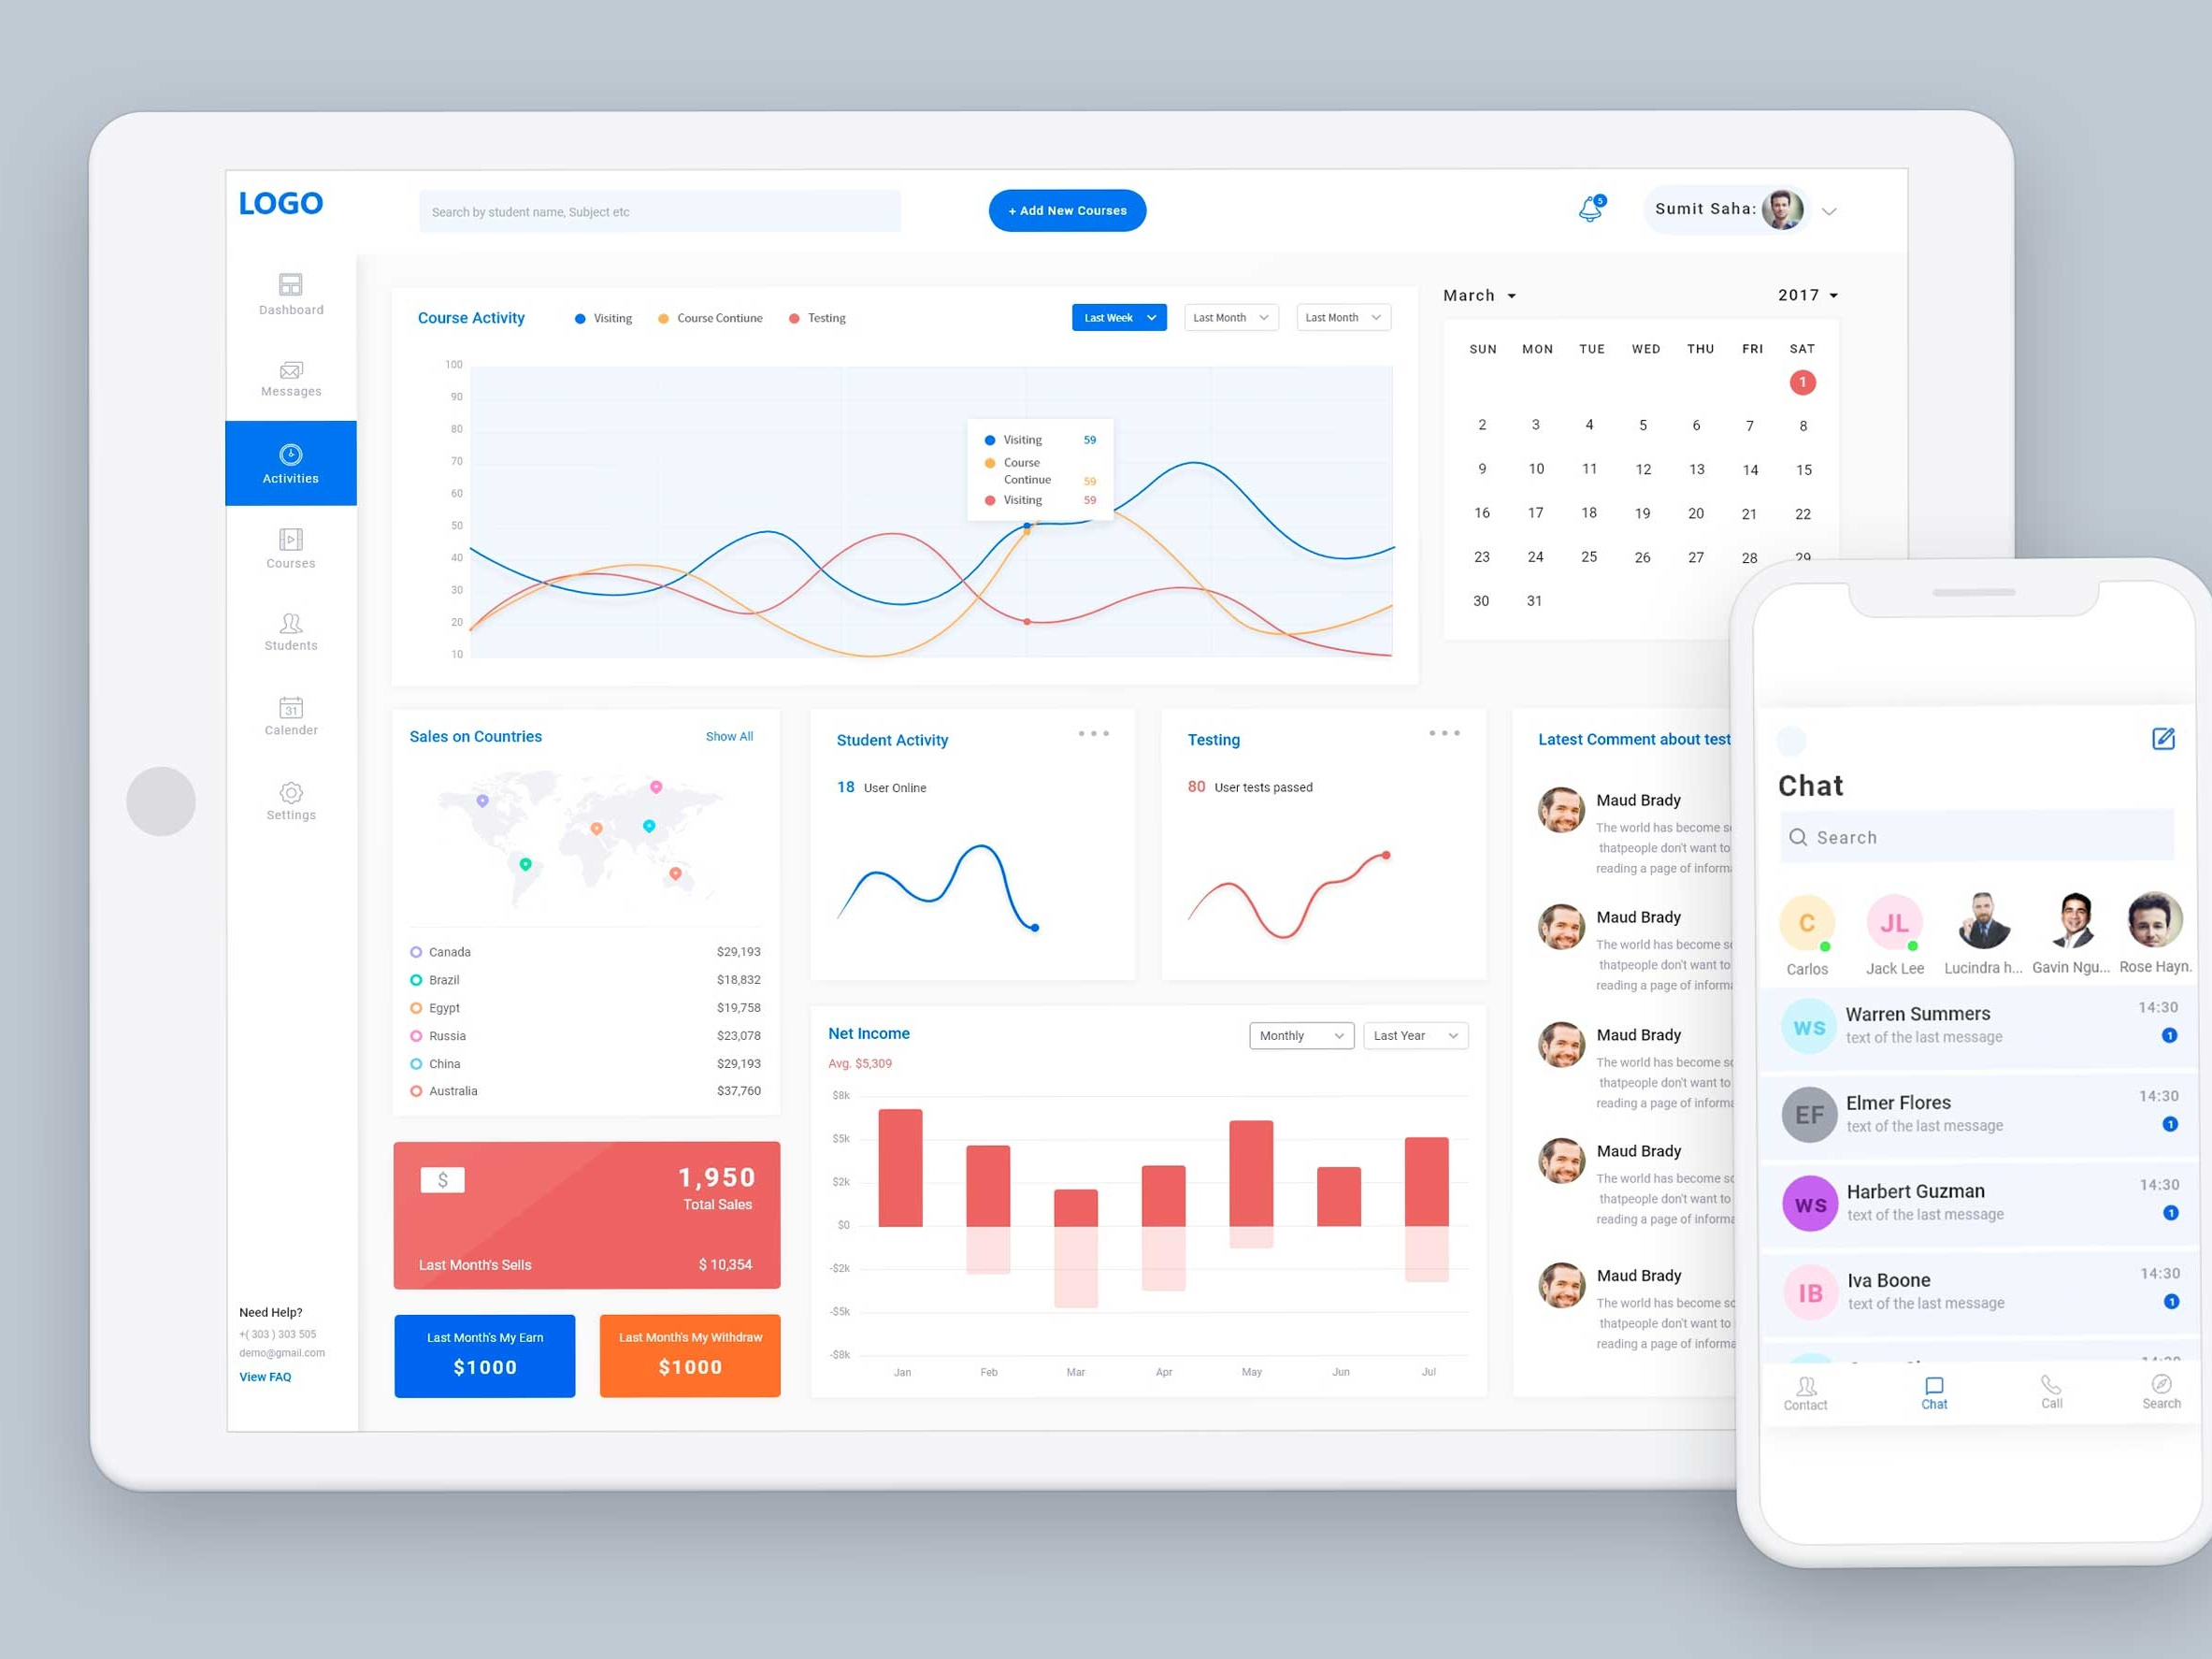 LOGO
Search by student name, Subject etc
+ Add New Courses
5
Sumit Saha:
Dashboard
Messages
Activities
Courses
Students
31
Calender
Settings
Need Help?
+( 303 ) 303 505
demo@gmail.com
View FAQ
Course Activity
Visiting
Course Contiune
Testing
Last Week
Last Month
Last Month
100
90
80
70
60
50
40
30
20
10
Visiting 59
Course
Continue 59
Visiting 59
March
2017
SUN MON TUE WED THU FRI SAT
1
2 3 4 5 6 7 8
9 10 11 12 13 14 15
16 17 18 19 20 21 22
23 24 25 26 27 28 29
30 31
Sales on Countries
Show All
Canada $29,193
Brazil $18,832
Egypt $19,758
Russia $23,078
China $29,193
Australia $37,760
$
1,950
Total Sales
Last Month's Sells $ 10,354
Last Month's My Earn
$1000
Last Month's My Withdraw
$1000
Student Activity
18 User Online
Testing
80 User tests passed
Net Income
Avg. $5,309
Monthly
Last Year
$8k
$5k
$2k
$0
-$2k
-$5k
-$8k
Jan Feb Mar Apr May Jun Jul
Latest Comment about test
Maud Brady
The world has become
thatpeople don't want to
reading a page of
Maud Brady
The world has become
thatpeople don't want to
reading a page of
Maud Brady
The world has become
thatpeople don't want to
reading a page of
Maud Brady
The world has become
thatpeople don't want to
reading a page of
Maud Brady
The world has become
thatpeople don't want to
reading a page of
Chat
Search
C
JL
Carlos
Jack Lee
Lucindra h...
Gavin Ngu...
Rose Hayn.
WS
Warren Summers 14:30
text of the last message 1
EF
Elmer Flores 14:30
text of the last message 1
WS
Harbert Guzman 14:30
text of the last message 1
IB
Iva Boone 14:30
text of the last message 1
Contact
Chat
Call
Search